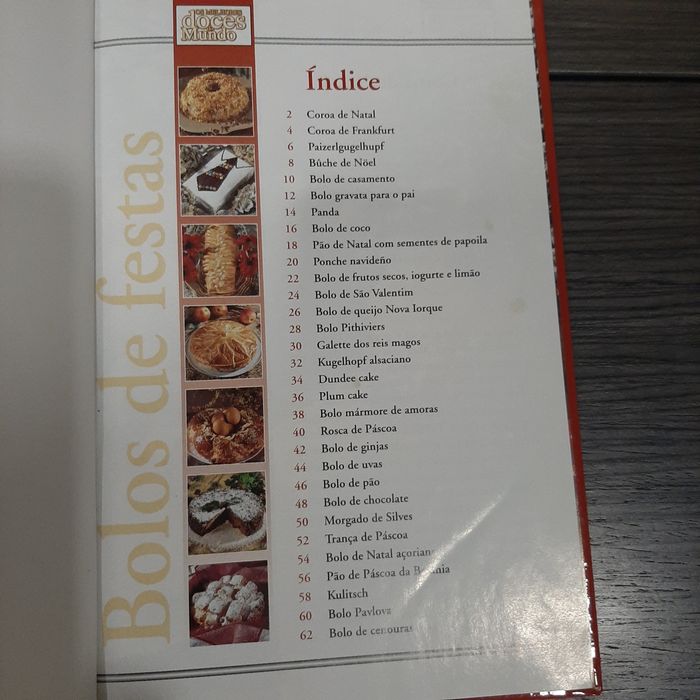 OS MELHORES
doces
do Mundo
Bolos de festas
Índice
2 Coroa de Natal
4 Coroa de Frankfurt
6 Paizerlgugelhupf
8 Bûche de Nöel
10 Bolo de casamento
12 Bolo gravata para o pai
14 Panda
16 Bolo de coco
18 Pão de Natal com sementes de papoila
20 Ponche navideño
22 Bolo de frutos secos, iogurte e limão
24 Bolo de São Valentim
26 Bolo de queijo Nova Iorque
28 Bolo Pithiviers
30 Galette dos reis magos
32 Kugelhopf alsaciano
34 Dundee cake
36 Plum cake
38 Bolo mármore de amoras
40 Rosca de Páscoa
42 Bolo de ginjas
44 Bolo de uvas
46 Bolo de pão
48 Bolo de chocolate
50 Morgado de Silves
52 Trança de Páscoa
54 Bolo de Natal açoriano
56 Pão de Páscoa da
58 Kulitsch
60 Bolo Pavlova
62 Bolo de cenouras